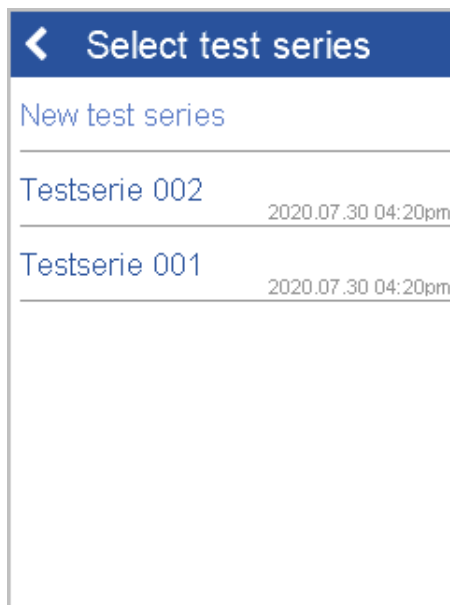 Select test series
New test series
Testserie 002
2020.07.30 04:20pm
Testserie 001
2020.07.30 04:20pm